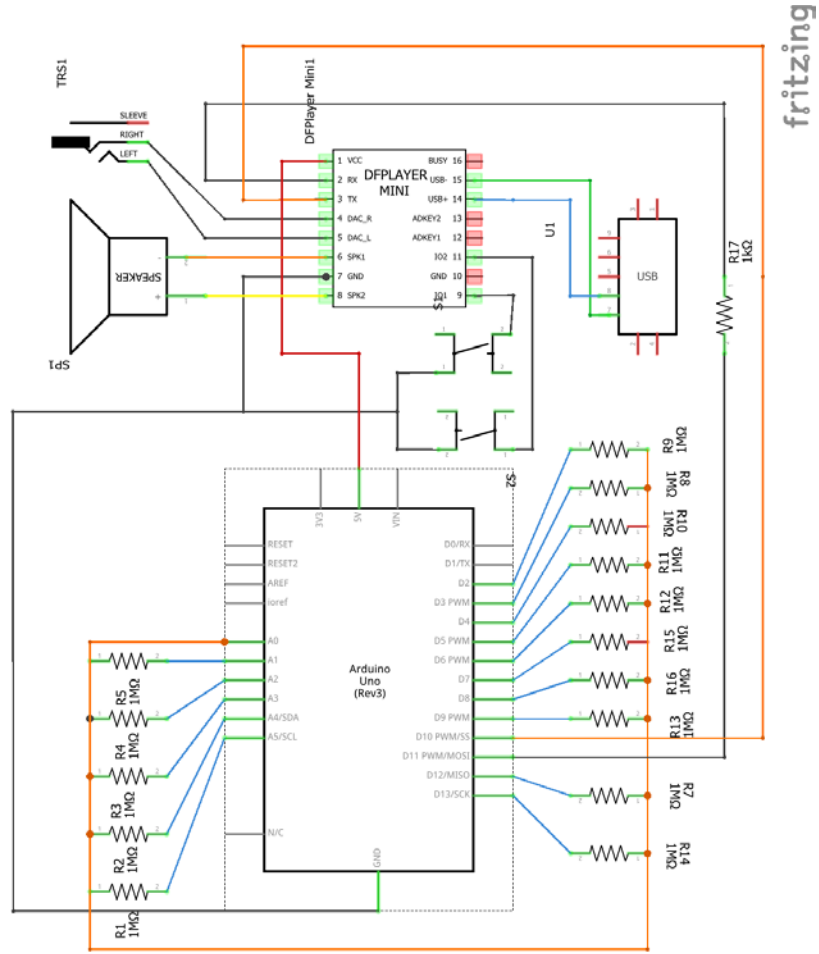 fritzing
TRS1
SLEEVE
RIGHT
LEFT
DFPlayer Mini1
DFPLAYER
MINI
1 VCC
2 RX
3 TX
4 DAC_R
5 DAC_L
6 SPK1
7 GND
8 SPK2
BUSY 16
USB- 15
USB+ 14
ADKEY2 13
ADKEY1 12
IO2 11
GND 10
IO1 9
SPEAKER
SP1
U1
USB
R17
1kΩ
S1
S2
3V3
5V
VIN
RESET
RESET2
AREF
ioref
A0
A1
A2
A3
A4/SDA
A5/SCL
N/C
GND
Arduino
Uno
(Rev3)
D0/RX
D1/TX
D2
D3 PWM
D4
D5 PWM
D6 PWM
D7
D8
D9 PWM
D10 PWM/SS
D11 PWM/MOSI
D12/MISO
D13/SCK
R9
1MΩ
R8
1MΩ
R10
1MΩ
R11
1MΩ
R12
1MΩ
R15
1MΩ
R16
1MΩ
R13
1MΩ
R7
1MΩ
R14
1MΩ
R5
1MΩ
R4
1MΩ
R3
1MΩ
R2
1MΩ
R1
1MΩ